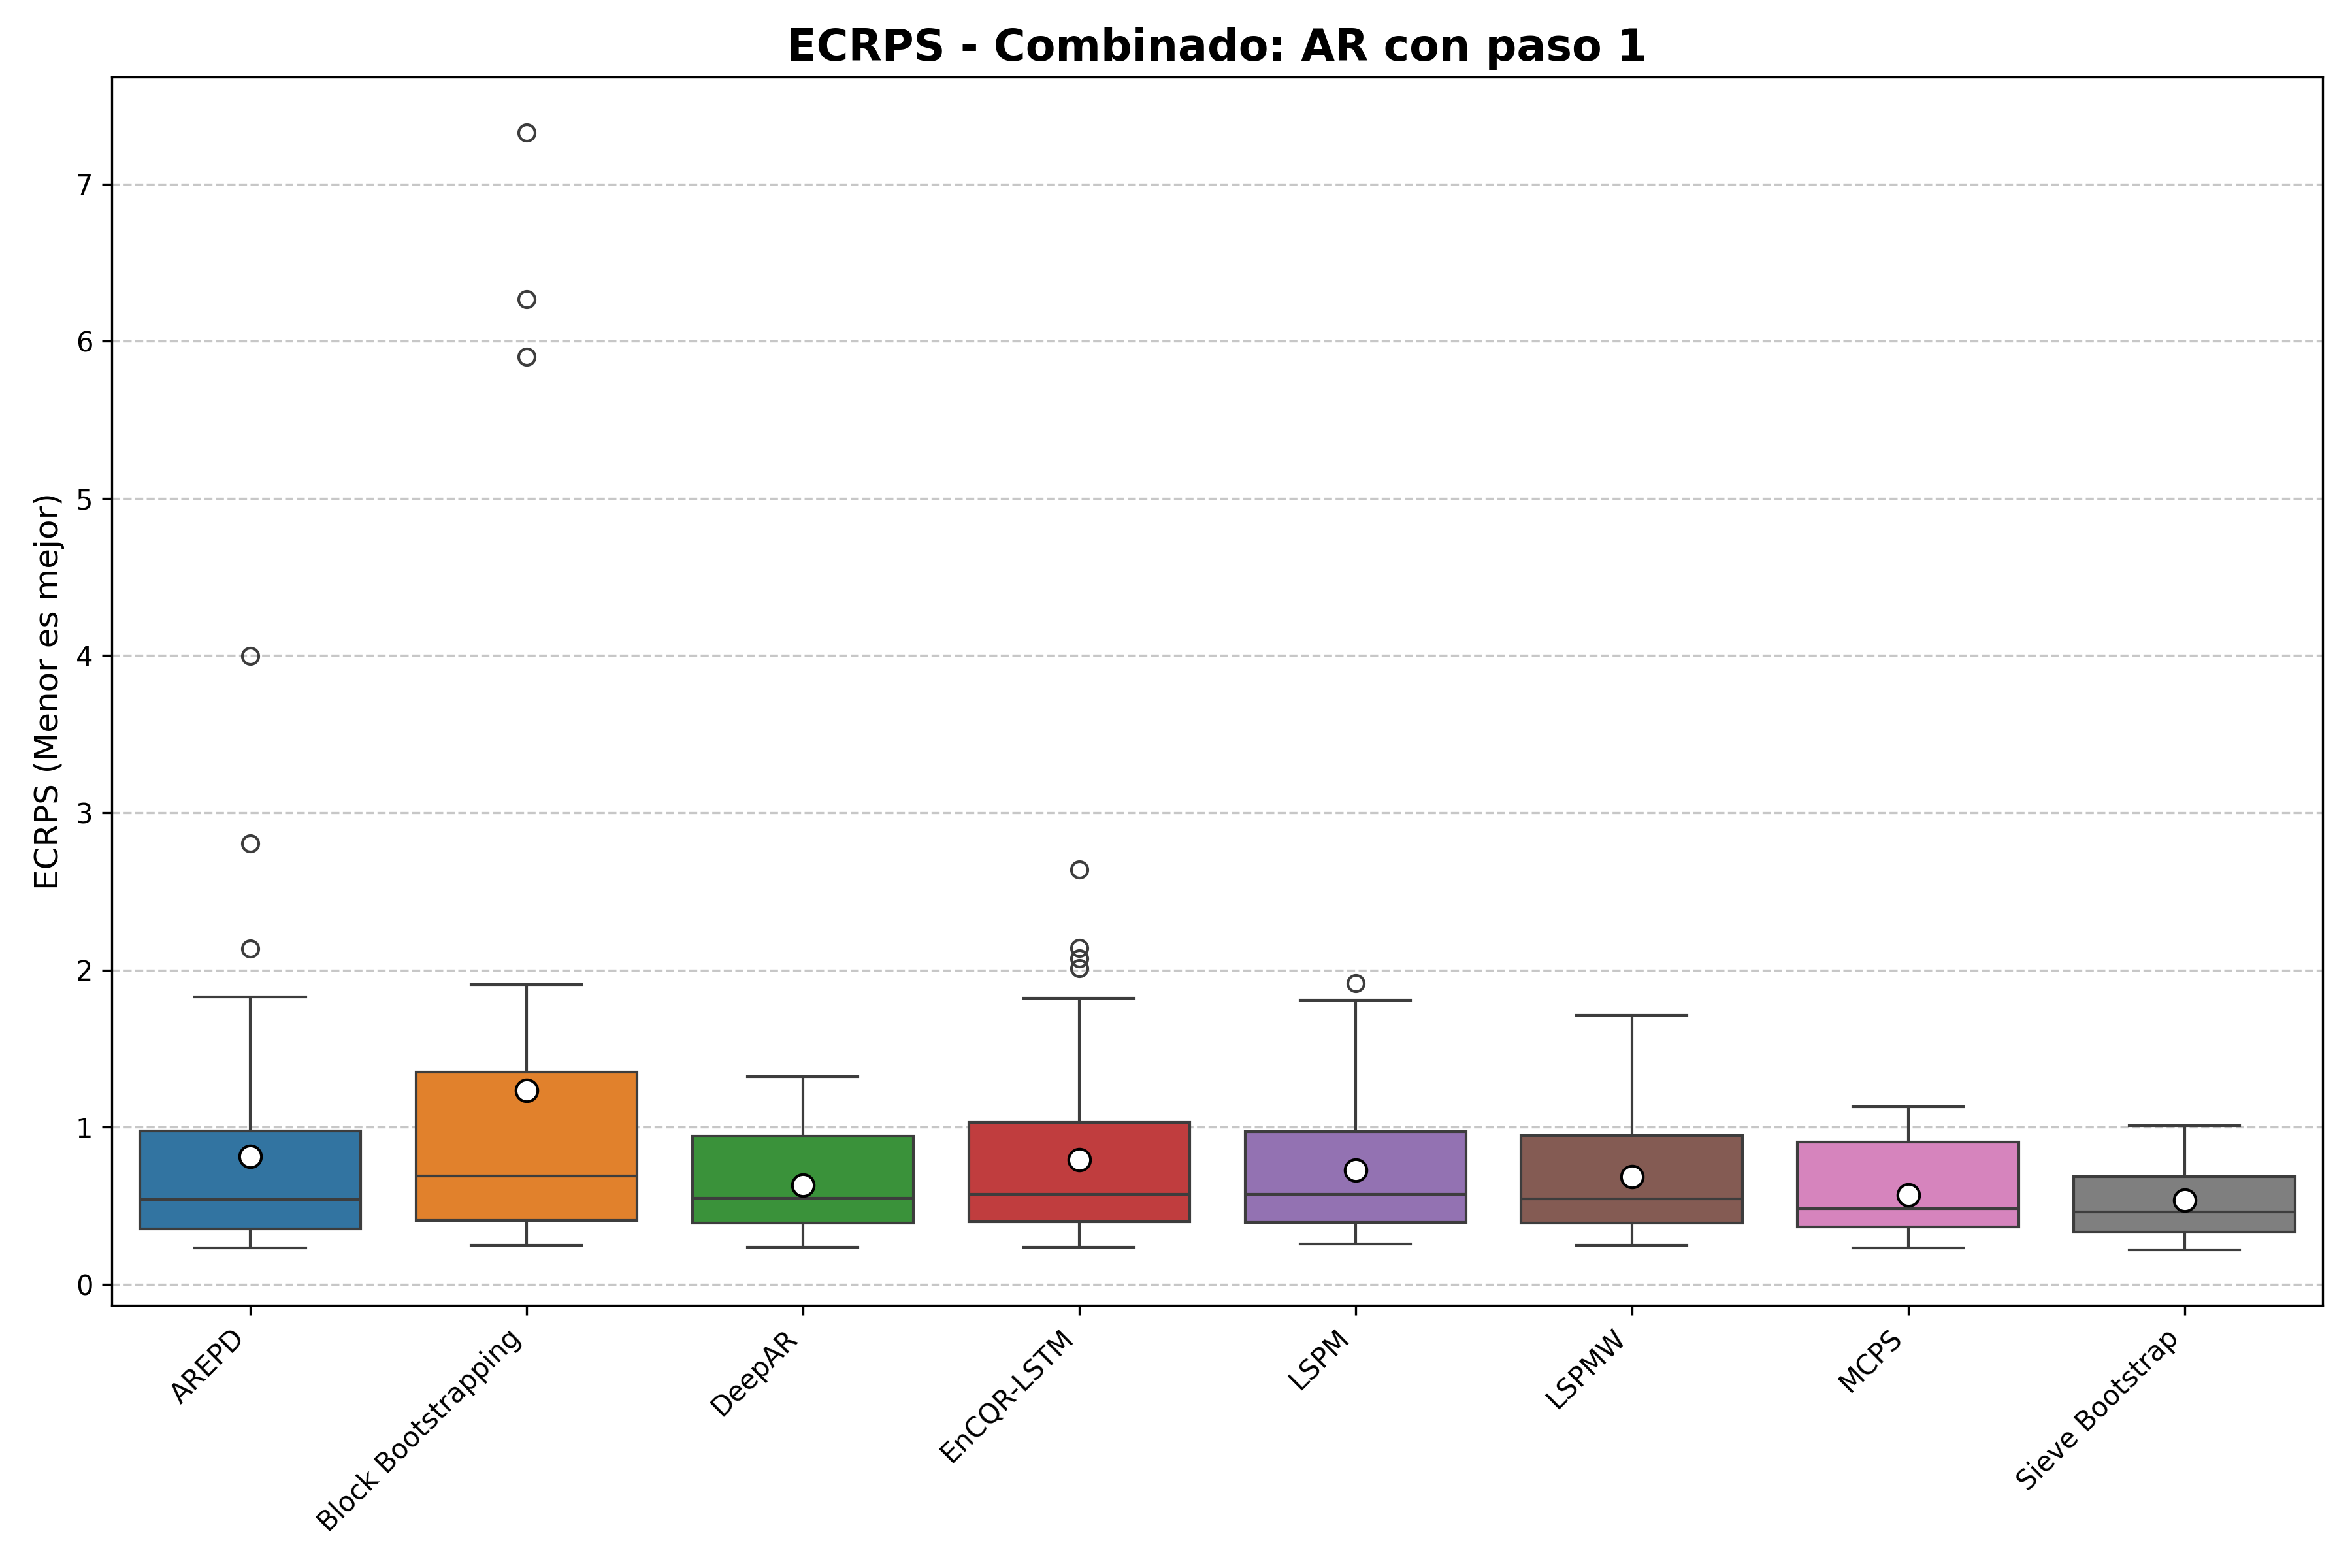 ECRPS - Combinado: AR con paso 1
ECRPS (Menor es mejor)
7
6
5
4
3
2
1
0
AREPD
Block Bootstrapping
DeepAR
EnCQR-LSTM
LSPM
LSPMW
MCPS
Sieve Bootstrap